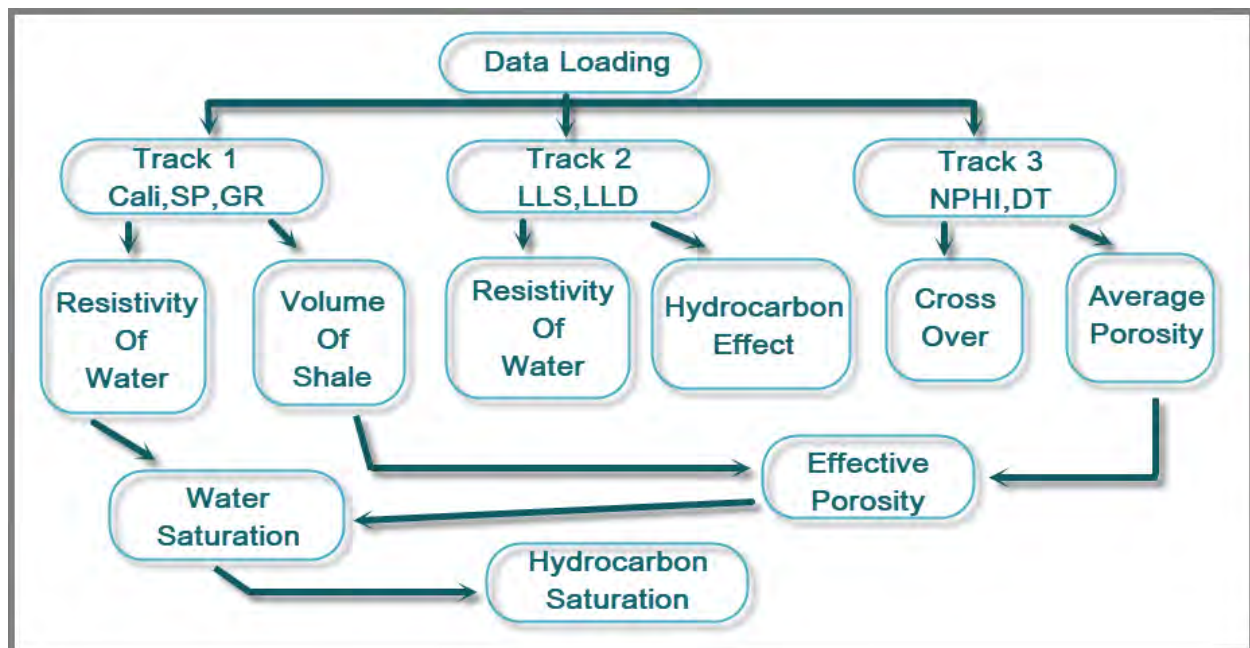 Data Loading
Track 1
Cali,SP,GR
Track 2
LLS,LLD
Track 3
NPHI,DT
Resistivity
Of
Water
Volume
Of
Shale
Resistivity
Of
Water
Hydrocarbon
Effect
Cross
Over
Average
Porosity
Effective
Porosity
Water
Saturation
Hydrocarbon
Saturation